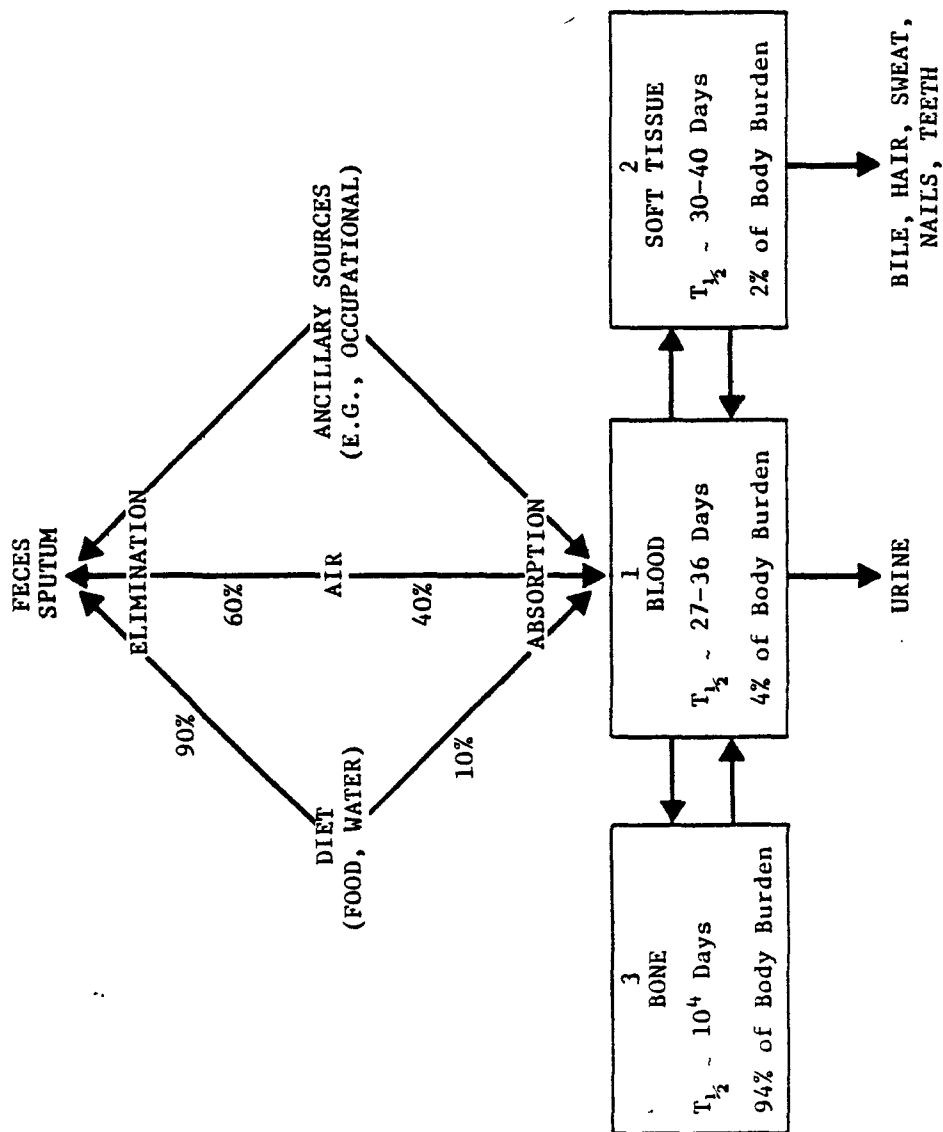 FECES
SPUTUM
ELIMINATION
90%
60%
DIET
(FOOD, WATER)
AIR
ANCILLARY SOURCES
(E.G., OCCUPATIONAL)
10%
40%
ABSORPTION
3
BONE
T½ ~ 10⁴ Days
94% of Body Burden
1
BLOOD
T½ ~ 27-36 Days
4% of Body Burden
2
SOFT TISSUE
T½ ~ 30-40 Days
2% of Body Burden
URINE
BILE, HAIR, SWEAT,
NAILS, TEETH